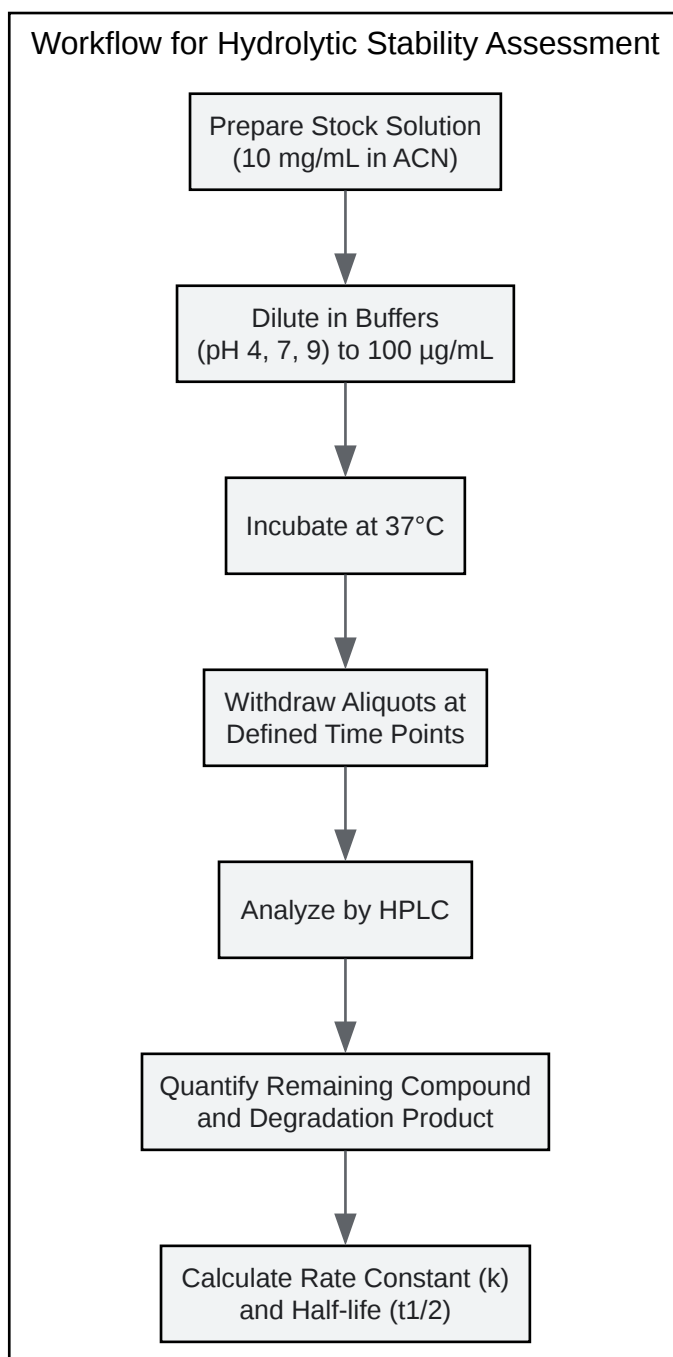 Workflow for Hydrolytic Stability Assessment
Prepare Stock Solution
(10 mg/mL in ACN)
Dilute in Buffers
(pH 4, 7, 9) to 100 µg/mL
Incubate at 37°C
Withdraw Aliquots at
Defined Time Points
Analyze by HPLC
Quantify Remaining Compound
and Degradation Product
Calculate Rate Constant (k)
and Half-life (t1/2)